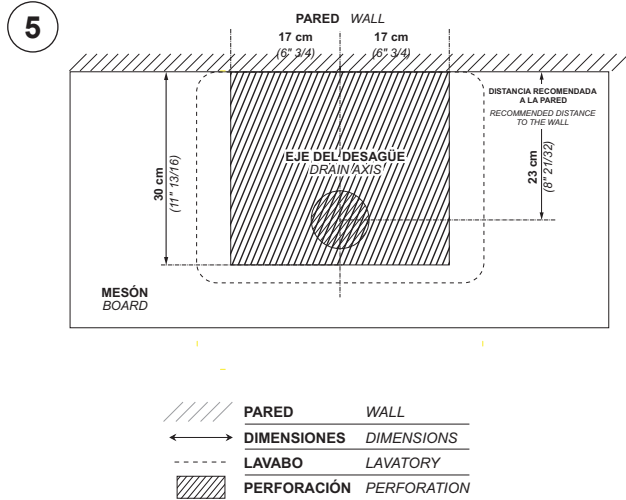 5
PARED WALL
17 cm 17 cm
(6" 3/4) (6" 3/4)
DISTANCIA RECOMENDADA
A LA PARED
RECOMMENDED DISTANCE
TO THE WALL
EJE DEL DESAGÜE
DRAIN AXIS
30 cm
(11" 13/16)
23 cm
(8" 21/32)
MESÓN
BOARD
PARED WALL
DIMENSIONES DIMENSIONS
LAVABO LAVATORY
PERFORACIÓN PERFORATION